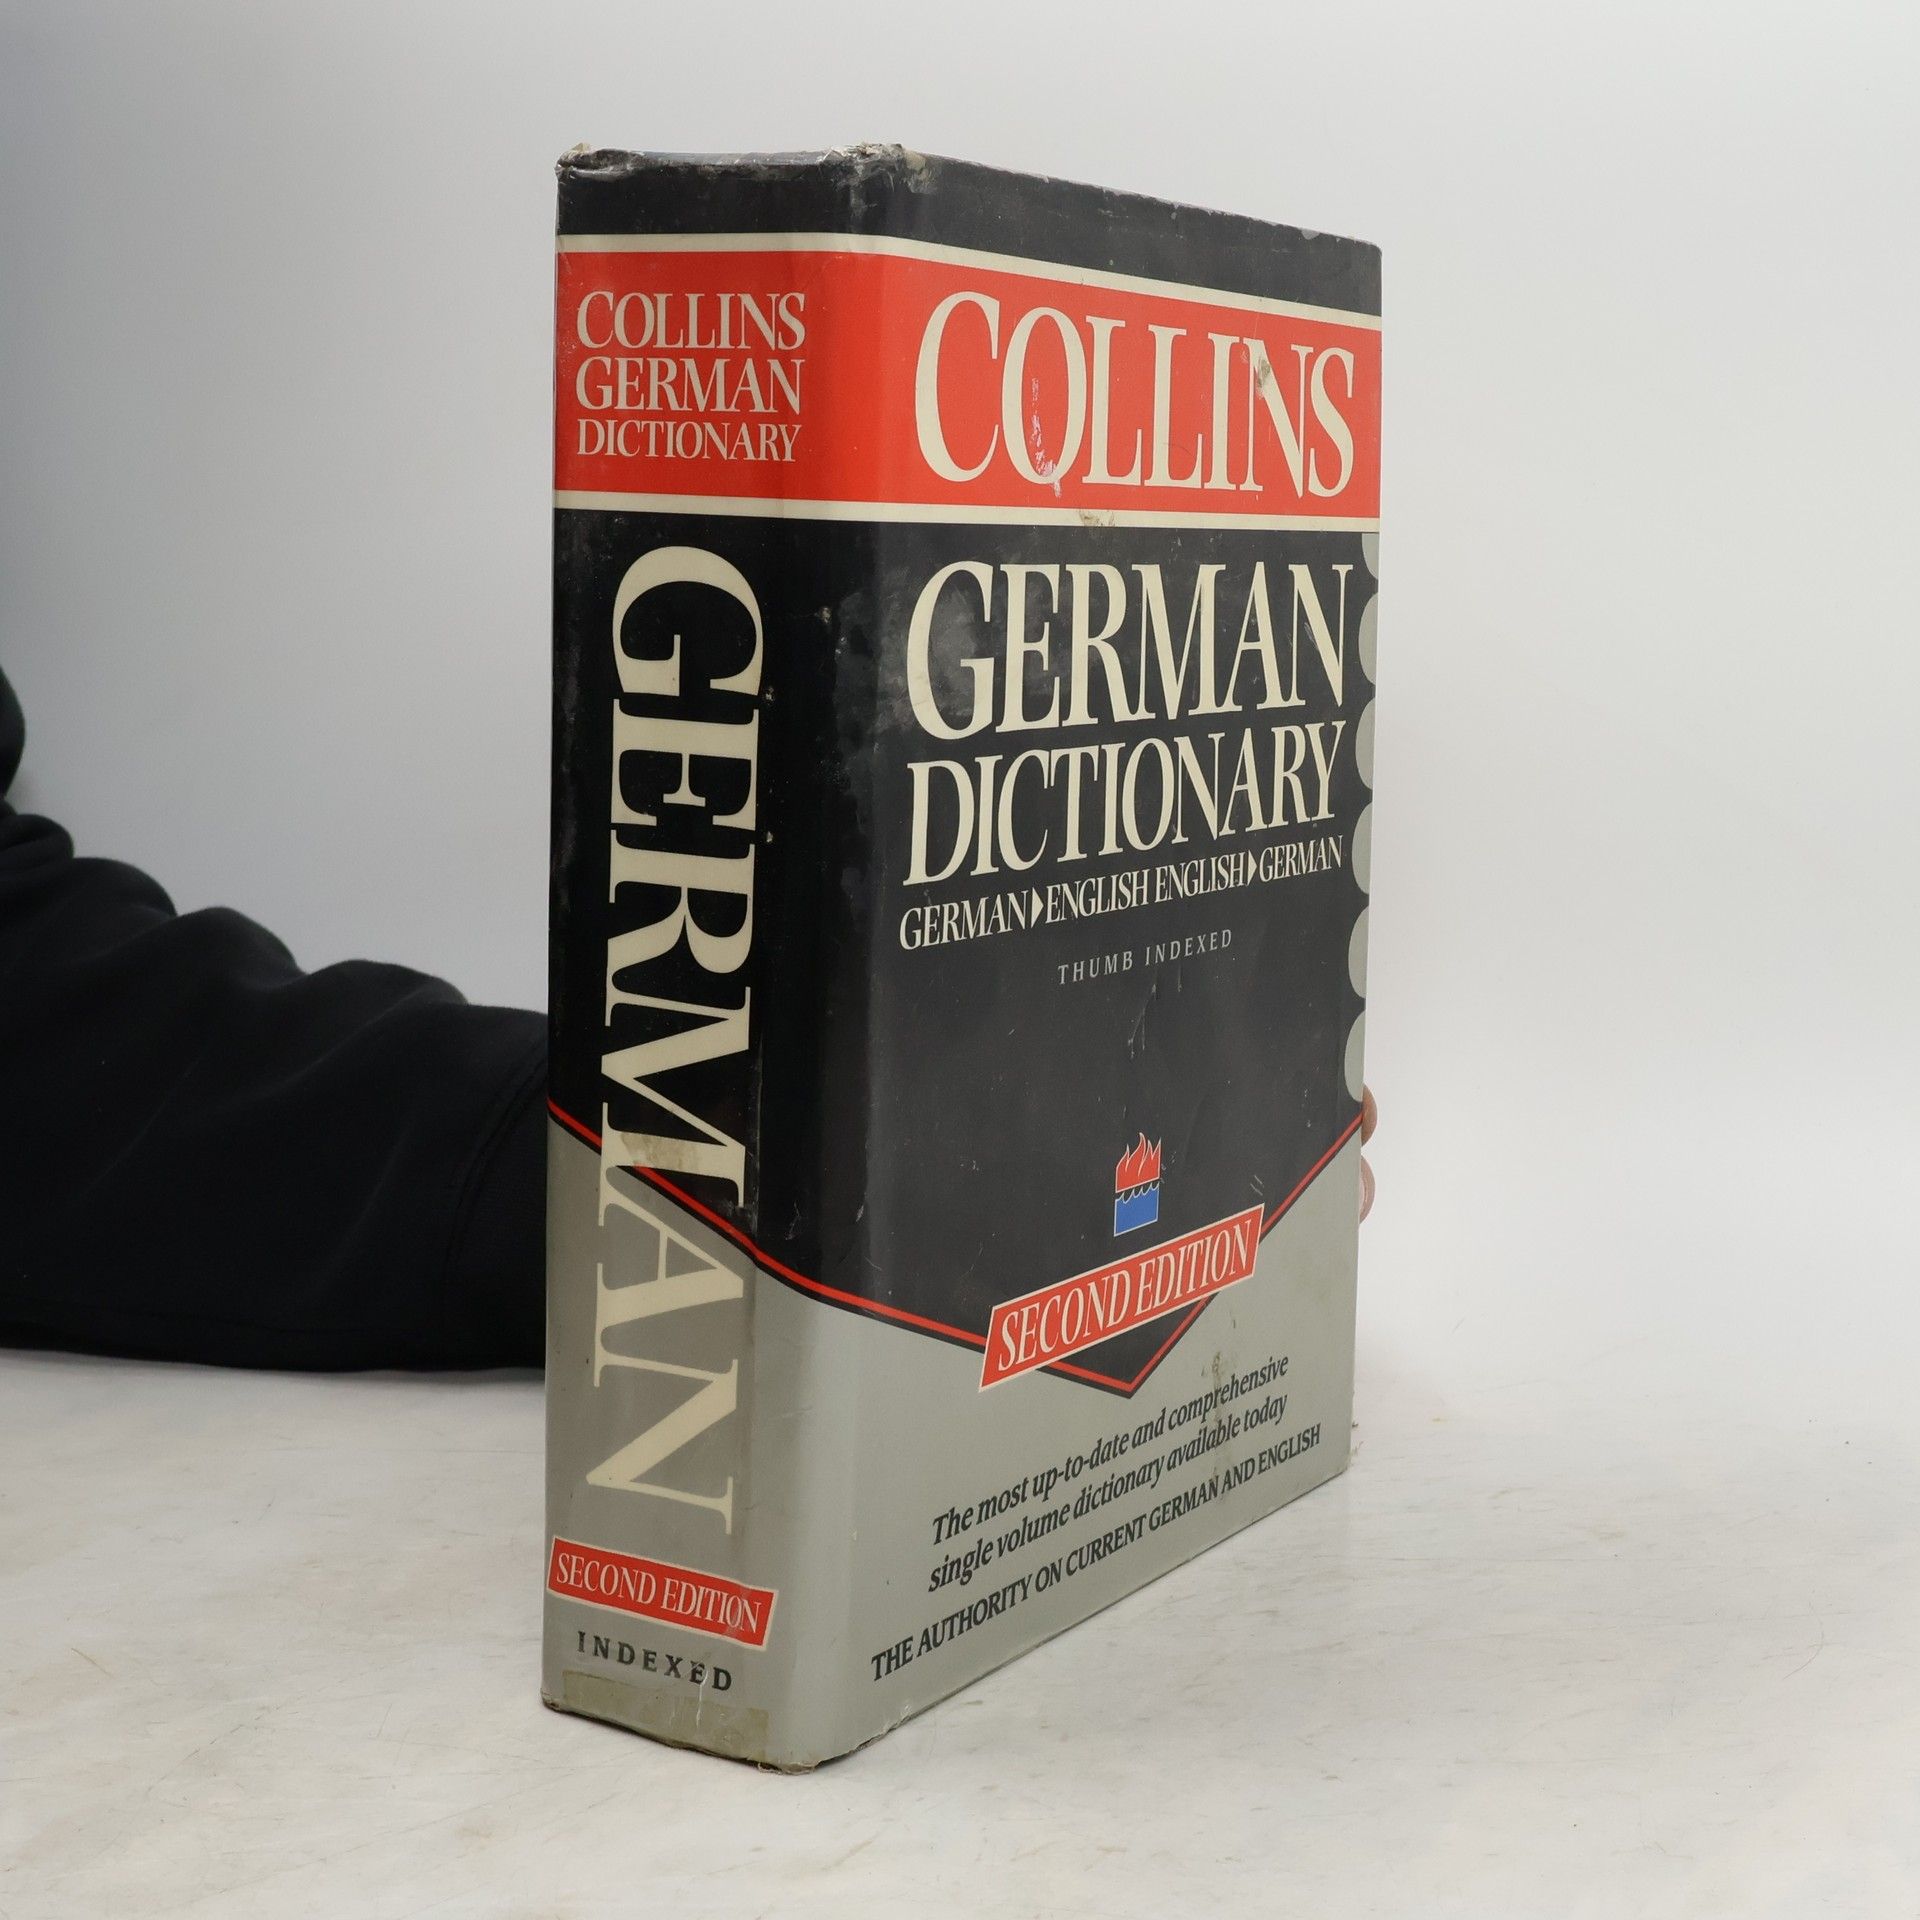 COLLINS
GERMAN
DICTIONARY
GERMAN
SECOND EDITION
INDEXED
COLLINS
GERMAN
DICTIONARY
GERMAN▶ENGLISH ENGLISH▶GERMAN
THUMB INDEXED
SECOND EDITION
The most up-to-date and comprehensive
single volume dictionary available today
THE AUTHORITY ON CURRENT GERMAN AND ENGLISH